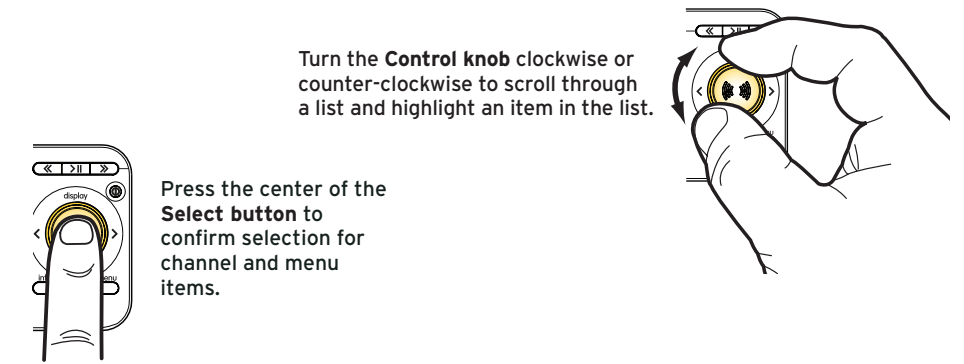 Turn the Control knob clockwise or
counter-clockwise to scroll through
a list and highlight an item in the list.
display
Press the center of the
Select button to
confirm selection for
channel and menu
items.